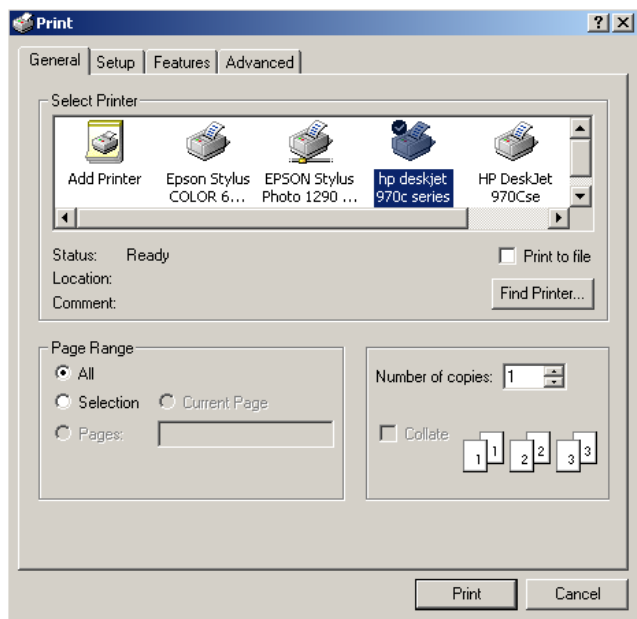 Print
General Setup Features Advanced
Select Printer
Add Printer
Epson Stylus COLOR 6...
EPSON Stylus Photo 1290 ...
hp deskjet 970c series
HP DeskJet 970Cse
Status: Ready
Print to file
Location:
Find Printer...
Comment:
Page Range
All
Number of copies: 1
Selection Current Page
Pages:
Collate
1 1 2 2 3 3
Print Cancel